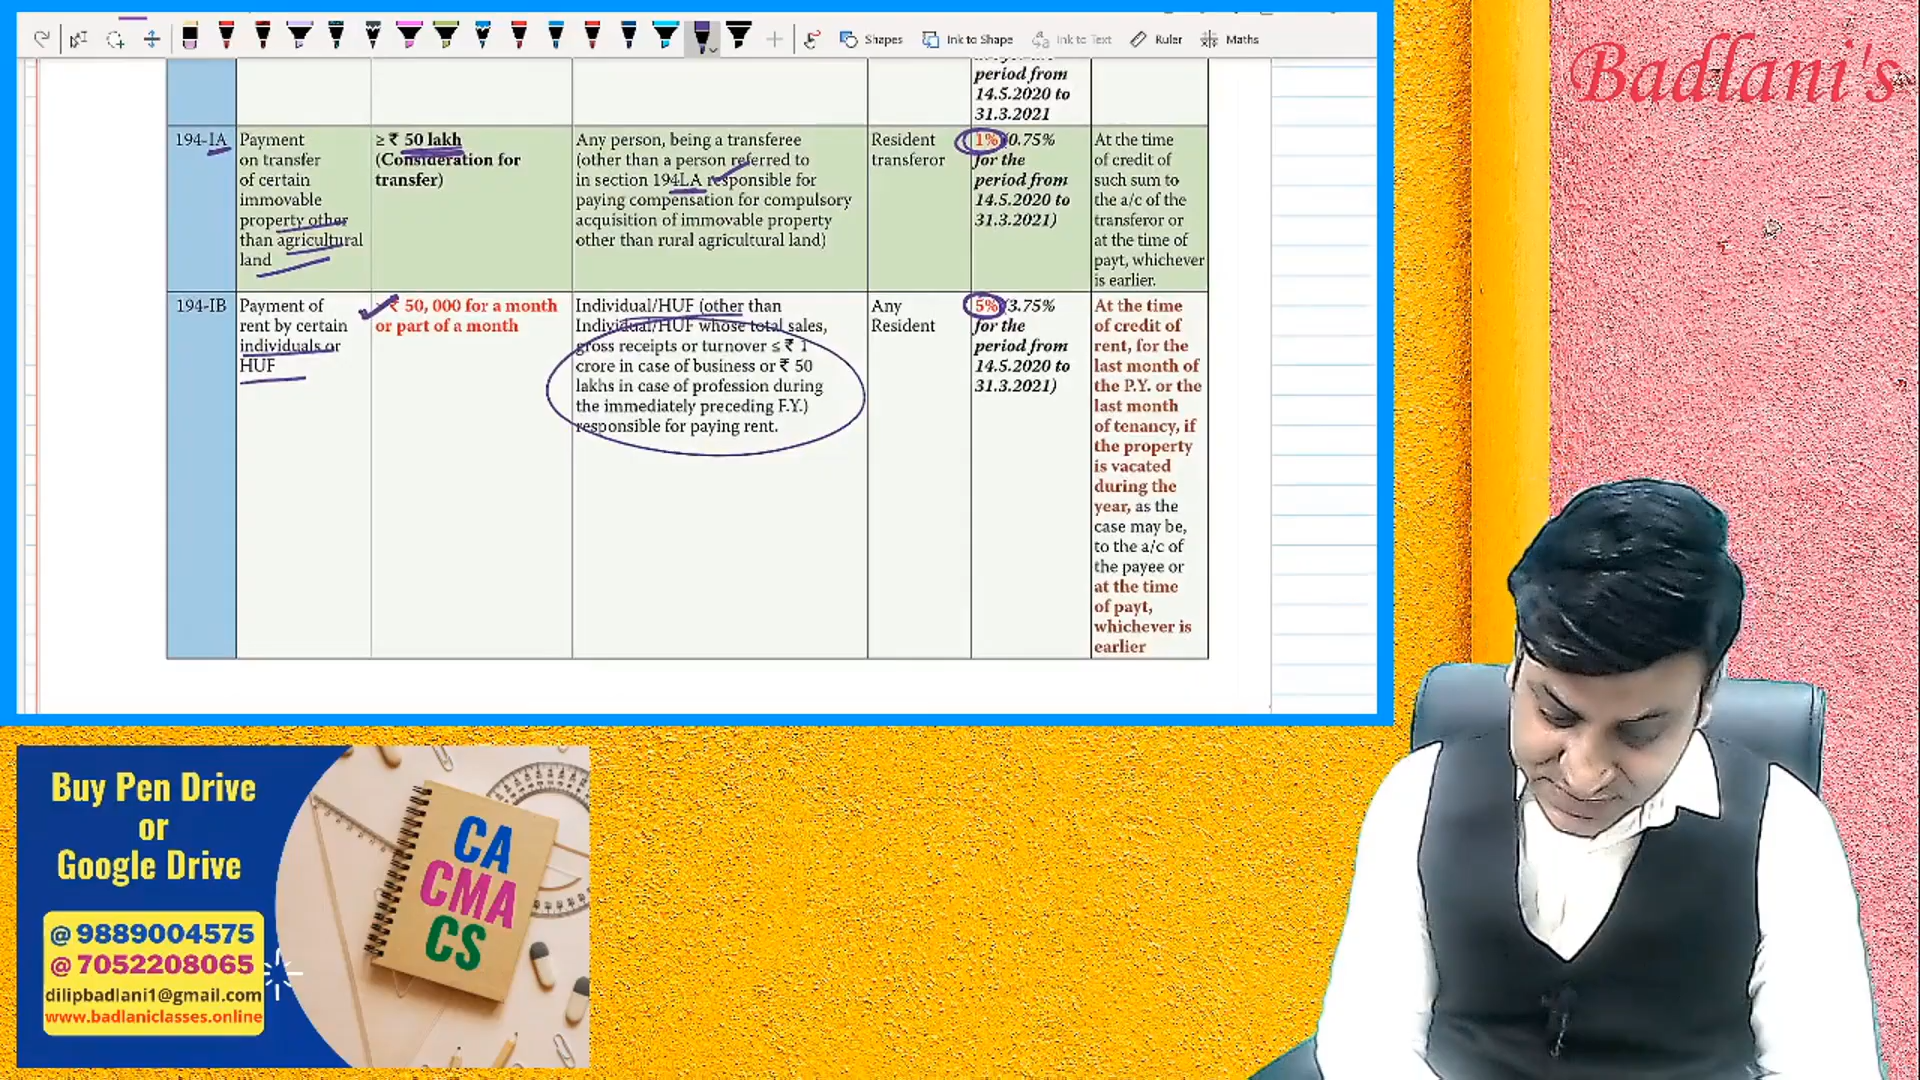 Shapes
Ink to Shape
Ink to Text
Ruler
Maths
Badlani's
period from
14.5.2020 to
31.3.2021
194-IA
Payment
on transfer
of certain
immovable
property other
than agricultural
land
≥ ₹ 50 lakh
(Consideration for
transfer)
Any person, being a transferee
(other than a person referred to
in section 194LA responsible for
paying compensation for compulsory
acquisition of immovable property
other than rural agricultural land)
Resident
transferor
1% (0.75%
for the
period from
14.5.2020 to
31.3.2021)
At the time
of credit of
such sum to
the a/c of the
transferor or
at the time of
payt, whichever
is earlier.
194-IB
Payment of
rent by certain
individuals or
HUF
₹ 50, 000 for a month
or part of a month
Individual/HUF (other than
Individual/HUF whose total sales,
gross receipts or turnover ≤ ₹ 1
crore in case of business or ₹ 50
lakhs in case of profession during
the immediately preceding F.Y.)
responsible for paying rent.
Any
Resident
5% (3.75%
for the
period from
14.5.2020 to
31.3.2021)
At the time
of credit of
rent, for the
last month of
the P.Y. or the
last month
of tenancy, if
the property
is vacated
during the
year, as the
case may be,
to the a/c of
the payee or
at the time
of payt,
whichever is
earlier
Buy Pen Drive
or
Google Drive
@ 9889004575
@ 7052208065
dilipbadlani1@gmail.com
www.badlaniclasses.online
CA
CMA
CS